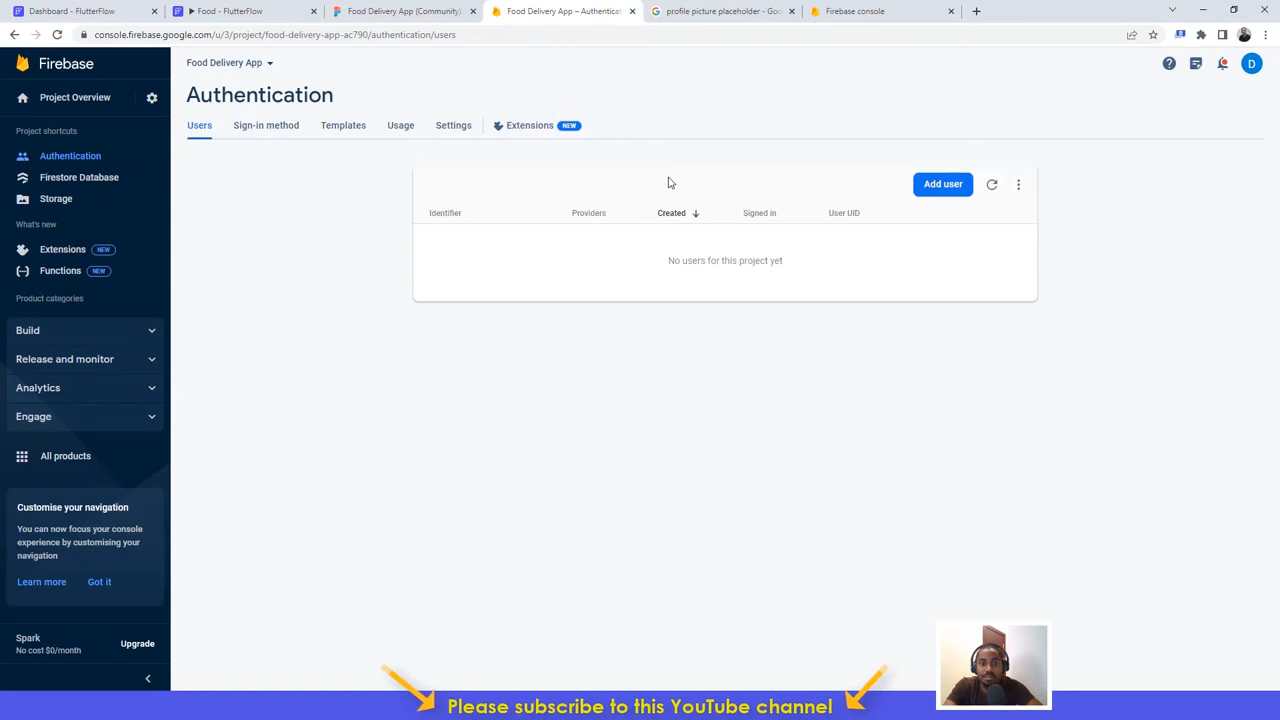 Dashboard - FlutterFlow
Food - FlutterFlow
Food Delivery App (Community)
Food Delivery App – Authenticat
profile picture placeholder - Goo
Firebase console
console.firebase.google.com/u/3/project/food-delivery-app-ac790/authentication/users
Firebase
Food Delivery App
D
Authentication
Project Overview
Users
Sign-in method
Templates
Usage
Settings
Extensions
NEW
Project shortcuts
Authentication
Firestore Database
Storage
What's new
Extensions
NEW
Functions
NEW
Product categories
Build
Release and monitor
Analytics
Engage
All products
Customise your navigation
You can now focus your console
experience by customising your
navigation
Learn more
Got it
Spark
No cost $0/month
Upgrade
Add user
Identifier
Providers
Created
Signed in
User UID
No users for this project yet
Please subscribe to this YouTube channel